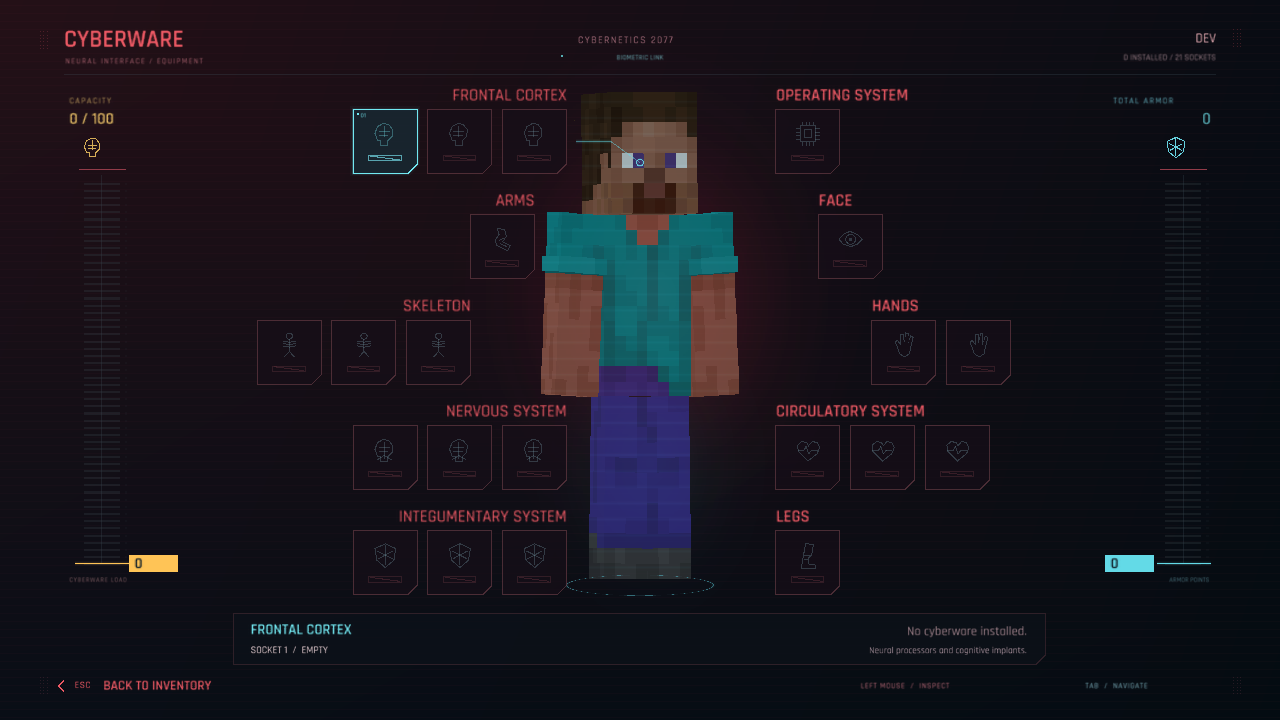 CYBERWARE
NEURAL INTERFACE / EQUIPMENT
CYBERNETICS 2077
BIOMETRIC LINK
DEV
0 INSTALLED / 21 SOCKETS
CAPACITY
0 / 100
TOTAL ARMOR
0
FRONTAL CORTEX
OPERATING SYSTEM
01
ARMS
FACE
SKELETON
HANDS
NERVOUS SYSTEM
CIRCULATORY SYSTEM
INTEGUMENTARY SYSTEM
LEGS
0
0
CYBERWARE LOAD
ARMOR POINTS
FRONTAL CORTEX
No cyberware installed.
SOCKET 1 / EMPTY
Neural processors and cognitive implants.
ESC BACK TO INVENTORY
LEFT MOUSE / INSPECT
TAB / NAVIGATE